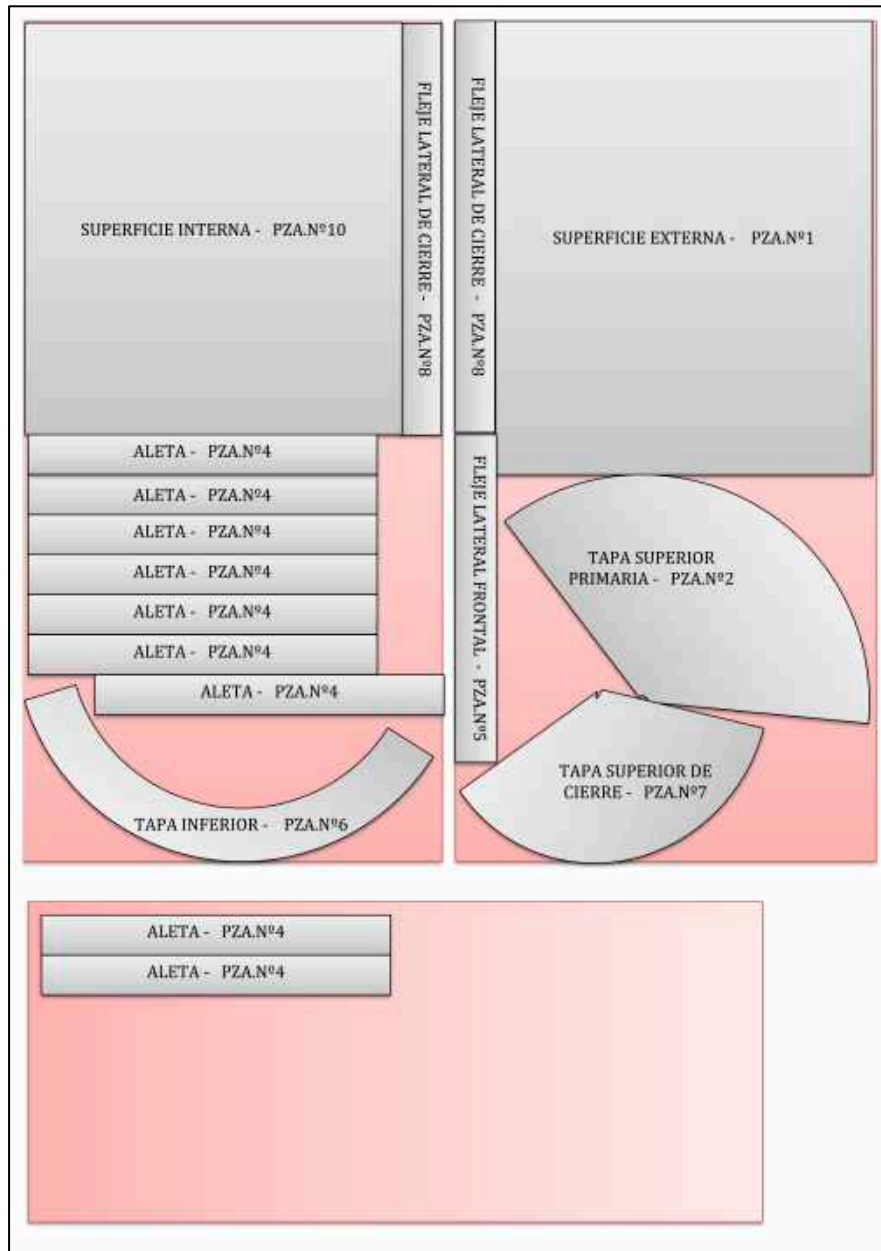 SUPERFICIE INTERNA - PZA.Nº10
FLEJE LATERAL DE CIERRE - PZA.Nº8
ALETA - PZA.Nº4
ALETA - PZA.Nº4
ALETA - PZA.Nº4
ALETA - PZA.Nº4
ALETA - PZA.Nº4
ALETA - PZA.Nº4
ALETA - PZA.Nº4
TAPA INFERIOR - PZA.Nº6
FLEJE LATERAL DE CIERRE - PZA.Nº8
SUPERFICIE EXTERNA - PZA.Nº1
FLEJE LATERAL FRONTAL - PZA.Nº5
TAPA SUPERIOR
PRIMARIA - PZA.Nº2
TAPA SUPERIOR DE
CIERRE - PZA.Nº7
ALETA - PZA.Nº4
ALETA - PZA.Nº4